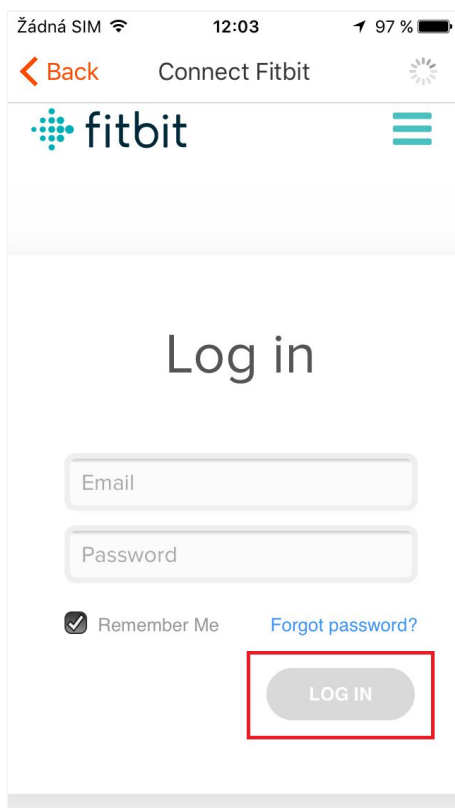 Žádná SIM 12:03 97 %
Back Connect Fitbit
fitbit
Log in
Email
Password
Remember Me Forgot password?
LOG IN